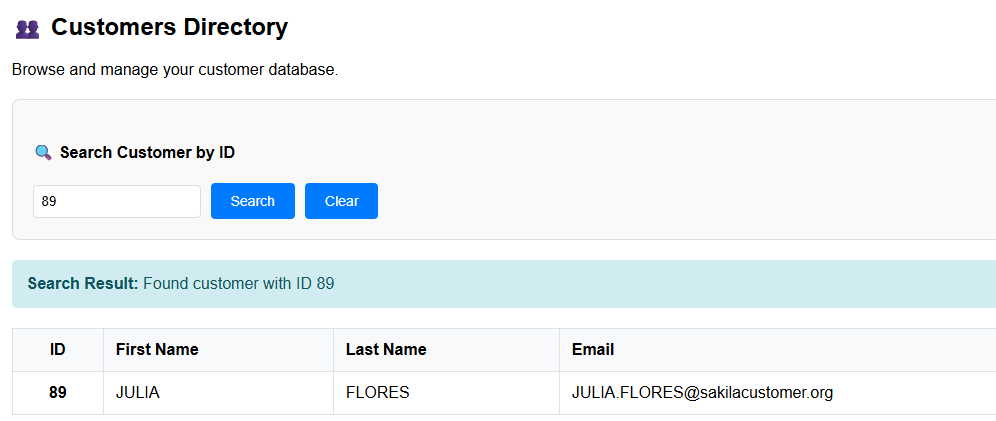 Customers Directory
Browse and manage your customer database.
Search Customer by ID
89 Search Clear
Search Result: Found customer with ID 89
ID First Name Last Name Email
89 JULIA FLORES JULIA.FLORES@sakilacustomer.org